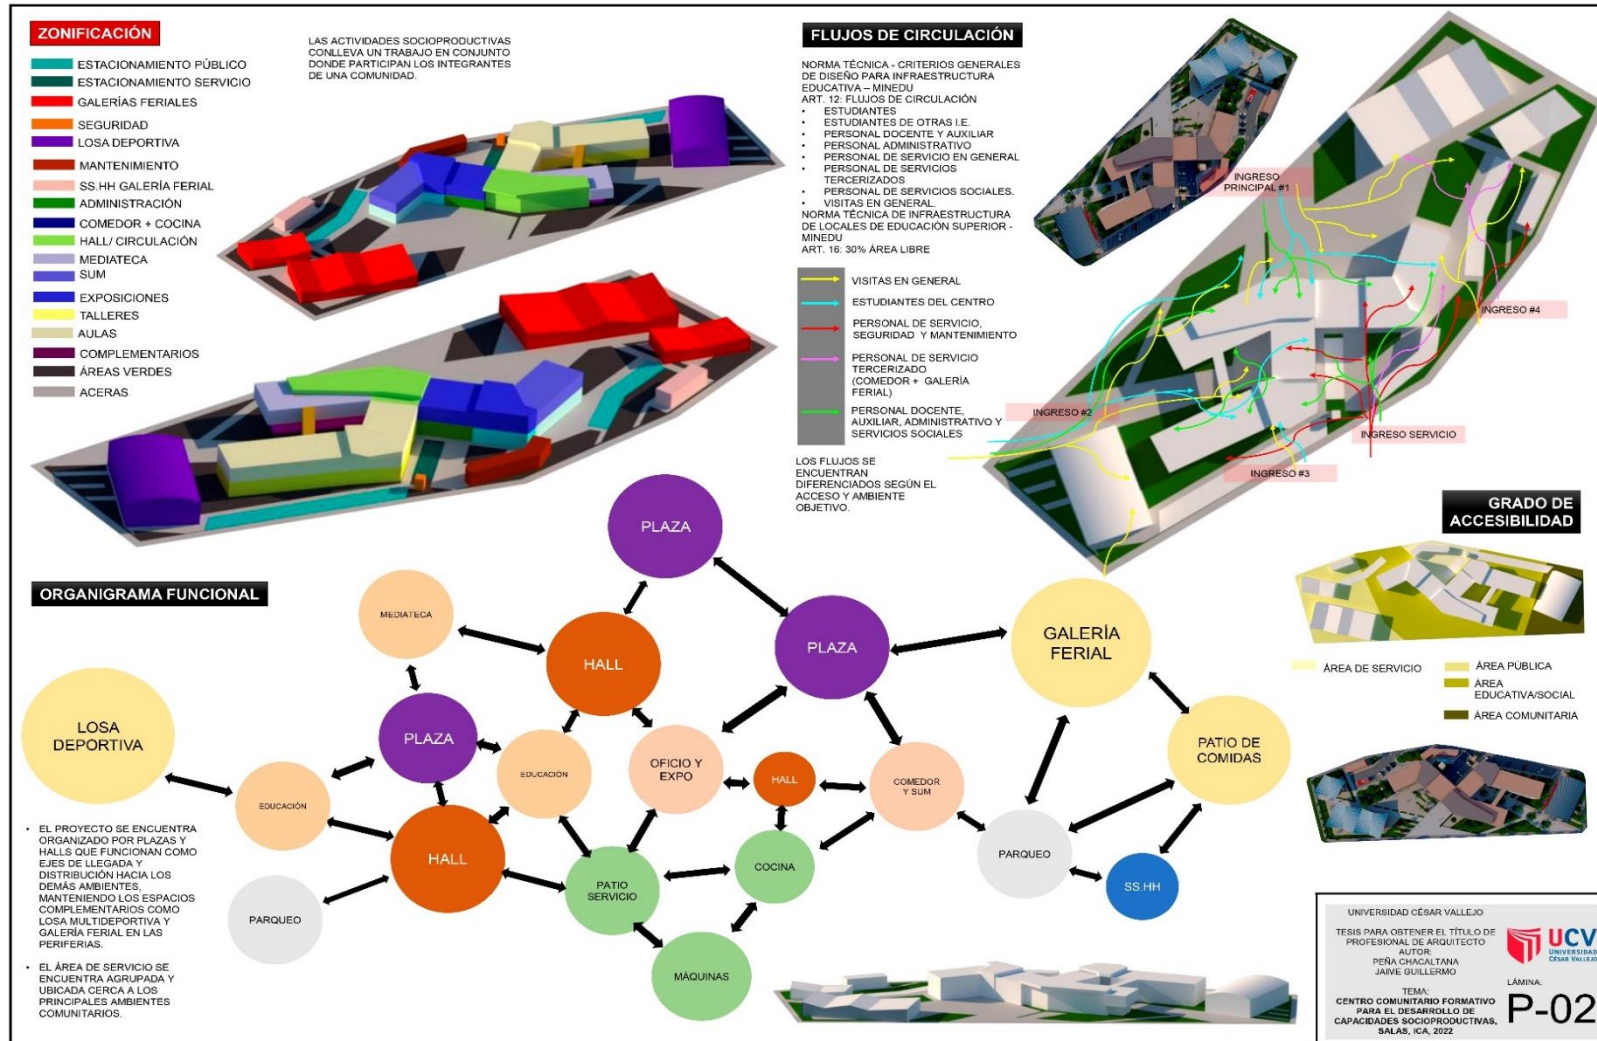 ZONIFICACIÓN
ESTACIONAMIENTO PÚBLICO
ESTACIONAMIENTO SERVICIO
GALERÍAS FERIALES
SEGURIDAD
LOSA DEPORTIVA
MANTENIMIENTO
SS.HH GALERÍA FERIAL
ADMINISTRACIÓN
COMEDOR + COCINA
HALL/ CIRCULACIÓN
MEDIATECA
SUM
EXPOSICIONES
TALLERES
AULAS
COMPLEMENTARIOS
ÁREAS VERDES
ACERAS
LAS ACTIVIDADES SOCIOPRODUCTIVAS
CONLLEVA UN TRABAJO EN CONJUNTO
DONDE PARTICIPAN LOS INTEGRANTES
DE UNA COMUNIDAD.
FLUJOS DE CIRCULACIÓN
NORMA TÉCNICA - CRITERIOS GENERALES
DE DISEÑO PARA INFRAESTRUCTURA
EDUCATIVA – MINEDU
ART. 12: FLUJOS DE CIRCULACIÓN
• ESTUDIANTES
• ESTUDIANTES DE OTRAS I.E.
• PERSONAL DOCENTE Y AUXILIAR
• PERSONAL ADMINISTRATIVO
• PERSONAL DE SERVICIO EN GENERAL
• PERSONAL DE SERVICIOS
TERCERIZADOS
• PERSONAL DE SERVICIOS SOCIALES.
• VISITAS EN GENERAL.
NORMA TÉCNICA DE INFRAESTRUCTURA
DE LOCALES DE EDUCACIÓN SUPERIOR -
MINEDU
ART. 16: 30% ÁREA LIBRE
VISITAS EN GENERAL
ESTUDIANTES DEL CENTRO
PERSONAL DE SERVICIO,
SEGURIDAD Y MANTENIMIENTO
PERSONAL DE SERVICIO
TERCERIZADO
(COMEDOR + GALERÍA
FERIAL)
PERSONAL DOCENTE,
AUXILIAR, ADMINISTRATIVO Y
SERVICIOS SOCIALES
LOS FLUJOS SE
ENCUENTRAN
DIFERENCIADOS SEGÚN EL
ACCESO Y AMBIENTE
OBJETIVO.
INGRESO
PRINCIPAL #1
INGRESO #4
INGRESO #2
INGRESO SERVICIO
INGRESO #3
GRADO DE
ACCESIBILIDAD
ÁREA DE SERVICIO
ÁREA PÚBLICA
ÁREA
EDUCATIVA/SOCIAL
ÁREA COMUNITARIA
ORGANIGRAMA FUNCIONAL
PLAZA
MEDIATECA
HALL
PLAZA
GALERÍA
FERIAL
LOSA
DEPORTIVA
PLAZA
EDUCACIÓN
OFICIO Y
EXPO
HALL
COMEDOR
Y SUM
PATIO DE
COMIDAS
EDUCACIÓN
HALL
PATIO
SERVICIO
COCINA
PARQUEO
SS.HH
PARQUEO
MÁQUINAS
• EL PROYECTO SE ENCUENTRA
ORGANIZADO POR PLAZAS Y
HALLS QUE FUNCIONAN COMO
EJES DE LLEGADA Y
DISTRIBUCIÓN HACIA LOS
DEMÁS AMBIENTES,
MANTENIENDO LOS ESPACIOS
COMPLEMENTARIOS COMO
LOSA MULTIDEPORTIVA Y
GALERÍA FERIAL EN LAS
PERIFERIAS.
• EL ÁREA DE SERVICIO SE
ENCUENTRA AGRUPADA Y
UBICADA CERCA A LOS
PRINCIPALES AMBIENTES
COMUNITARIOS.
UNIVERSIDAD CÉSAR VALLEJO
TESIS PARA OBTENER EL TÍTULO DE
PROFESIONAL DE ARQUITECTO
AUTOR:
PEÑA CHACALTANA
JAIME GUILLERMO
TEMA:
CENTRO COMUNITARIO FORMATIVO
PARA EL DESARROLLO DE
CAPACIDADES SOCIOPRODUCTIVAS,
SALAS, ICA, 2022
UCV
UNIVERSIDAD
CÉSAR VALLEJO
LÁMINA:
P-02